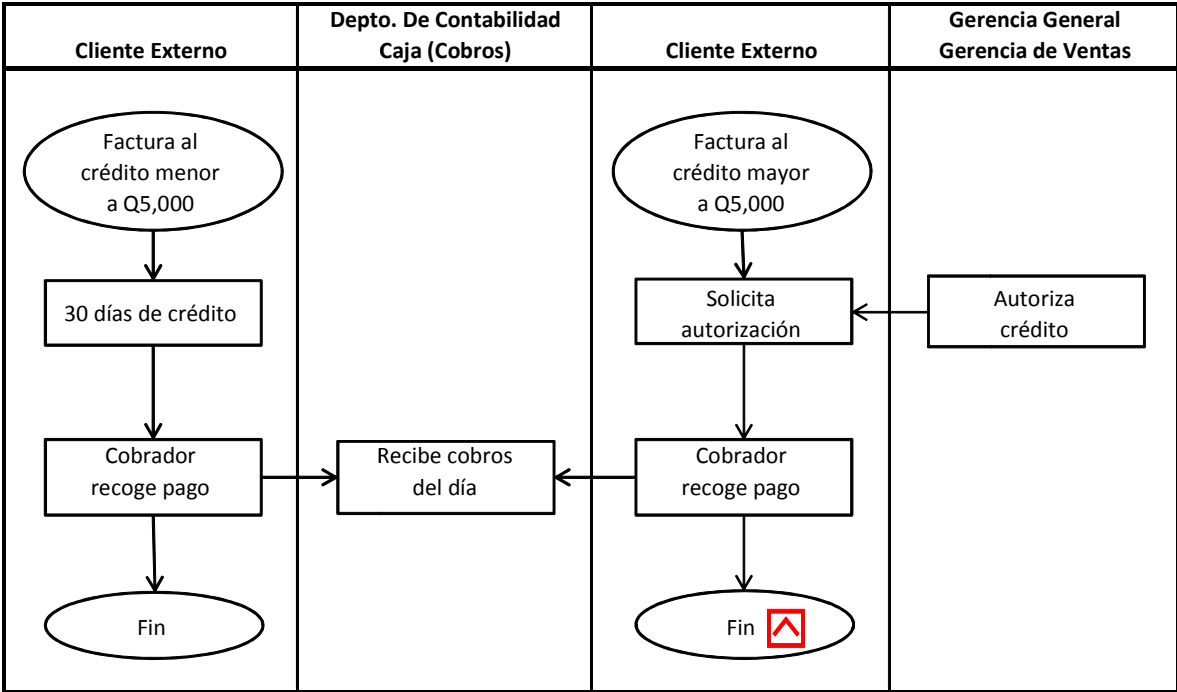 Cliente Externo
Depto. De Contabilidad
Caja (Cobros)
Cliente Externo
Gerencia General
Gerencia de Ventas
Factura al
crédito menor
a Q5,000
Factura al
crédito mayor
a Q5,000
30 días de crédito
Solicita
autorización
Autoriza
crédito
Cobrador
recoge pago
Recibe cobros
del día
Cobrador
recoge pago
Fin
Fin